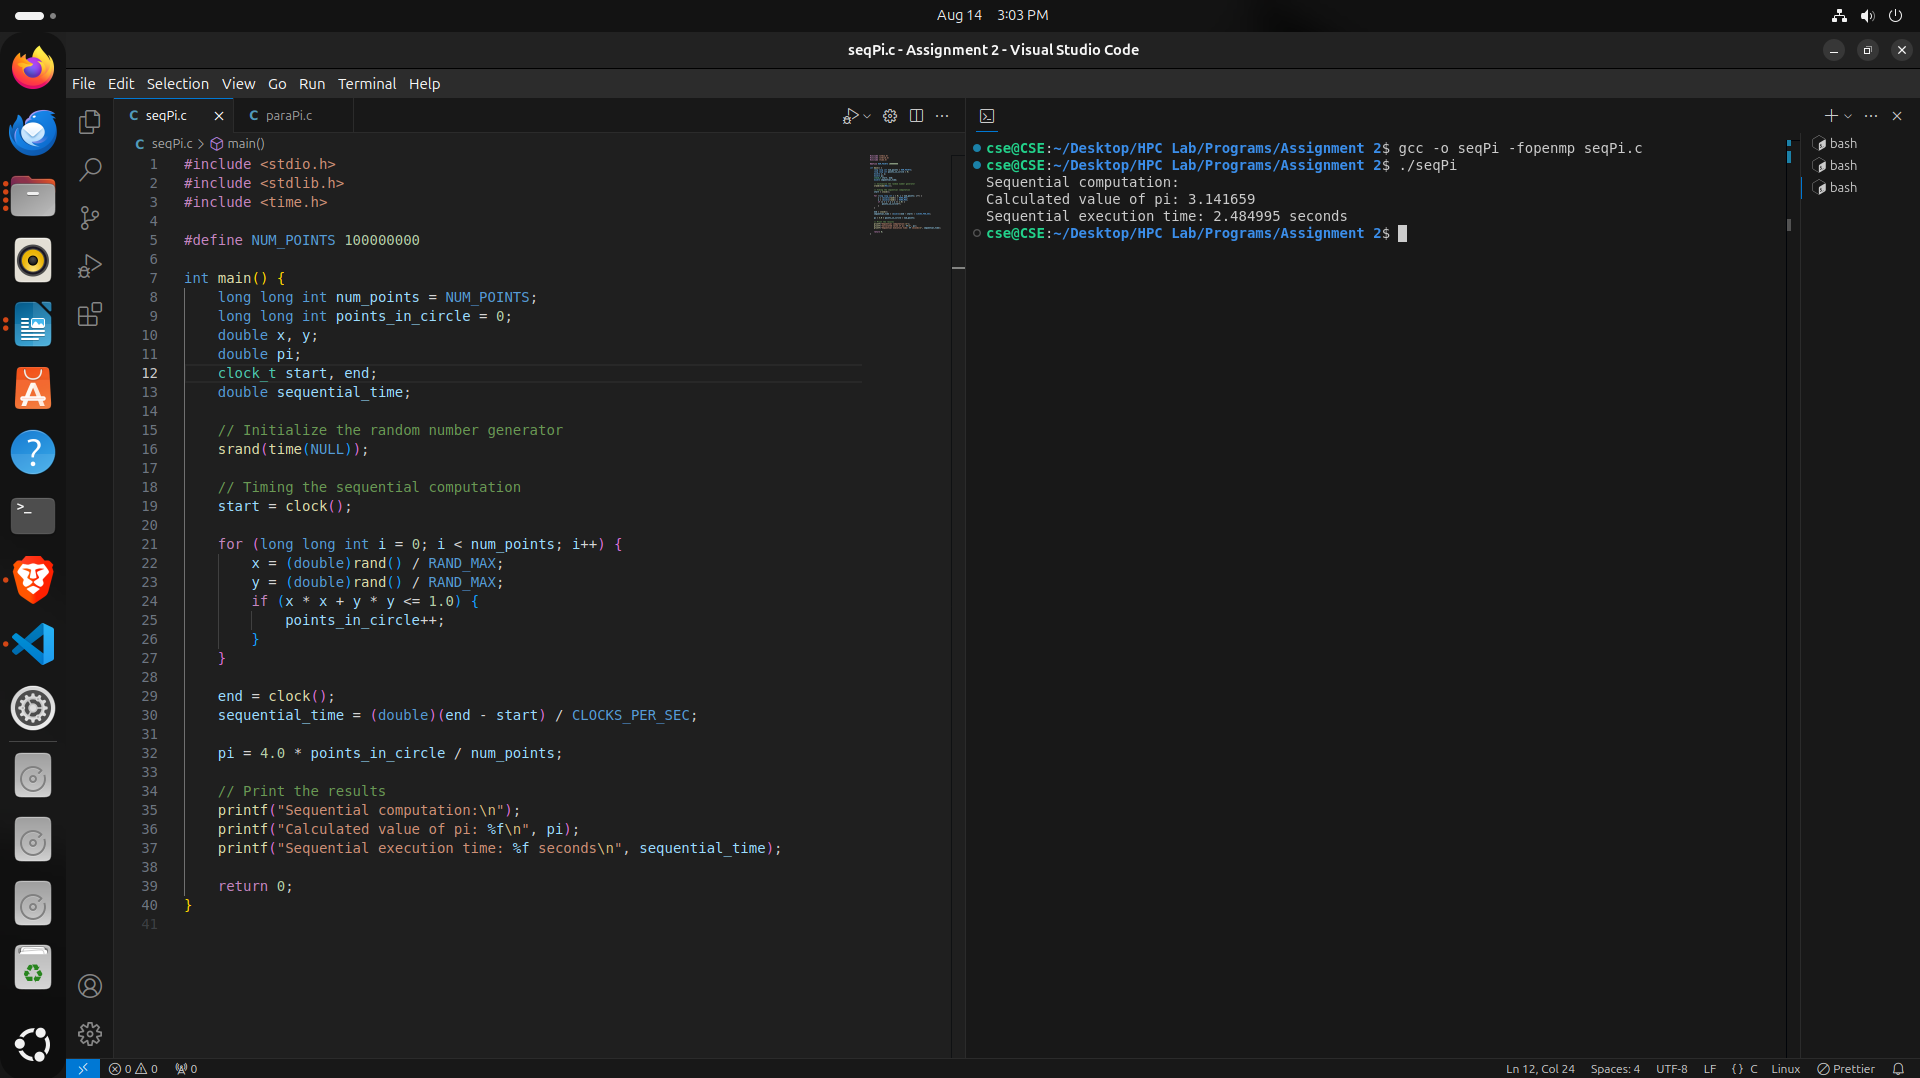 Aug 14 3:03 PM
seqPi.c - Assignment 2 - Visual Studio Code
File Edit Selection View Go Run Terminal Help
C seqPi.c
C paraPi.c
C seqPi.c > main()
1 #include <stdio.h>
2 #include <stdlib.h>
3 #include <time.h>
4
5 #define NUM_POINTS 100000000
6
7 int main() {
8 long long int num_points = NUM_POINTS;
9 long long int points_in_circle = 0;
10 double x, y;
11 double pi;
12 clock_t start, end;
13 double sequential_time;
14
15 // Initialize the random number generator
16 srand(time(NULL));
17
18 // Timing the sequential computation
19 start = clock();
20
21 for (long long int i = 0; i < num_points; i++) {
22 x = (double)rand() / RAND_MAX;
23 y = (double)rand() / RAND_MAX;
24 if (x * x + y * y <= 1.0) {
25 points_in_circle++;
26 }
27 }
28
29 end = clock();
30 sequential_time = (double)(end - start) / CLOCKS_PER_SEC;
31
32 pi = 4.0 * points_in_circle / num_points;
33
34 // Print the results
35 printf("Sequential computation:\n");
36 printf("Calculated value of pi: %f\n", pi);
37 printf("Sequential execution time: %f seconds\n", sequential_time);
38
39 return 0;
40 }
41
cse@CSE:~/Desktop/HPC Lab/Programs/Assignment 2$ gcc -o seqPi -fopenmp seqPi.c
cse@CSE:~/Desktop/HPC Lab/Programs/Assignment 2$ ./seqPi
Sequential computation:
Calculated value of pi: 3.141659
Sequential execution time: 2.484995 seconds
cse@CSE:~/Desktop/HPC Lab/Programs/Assignment 2$
bash
bash
bash
0 0 0
Ln 12, Col 24 Spaces: 4 UTF-8 LF {} C Linux Prettier